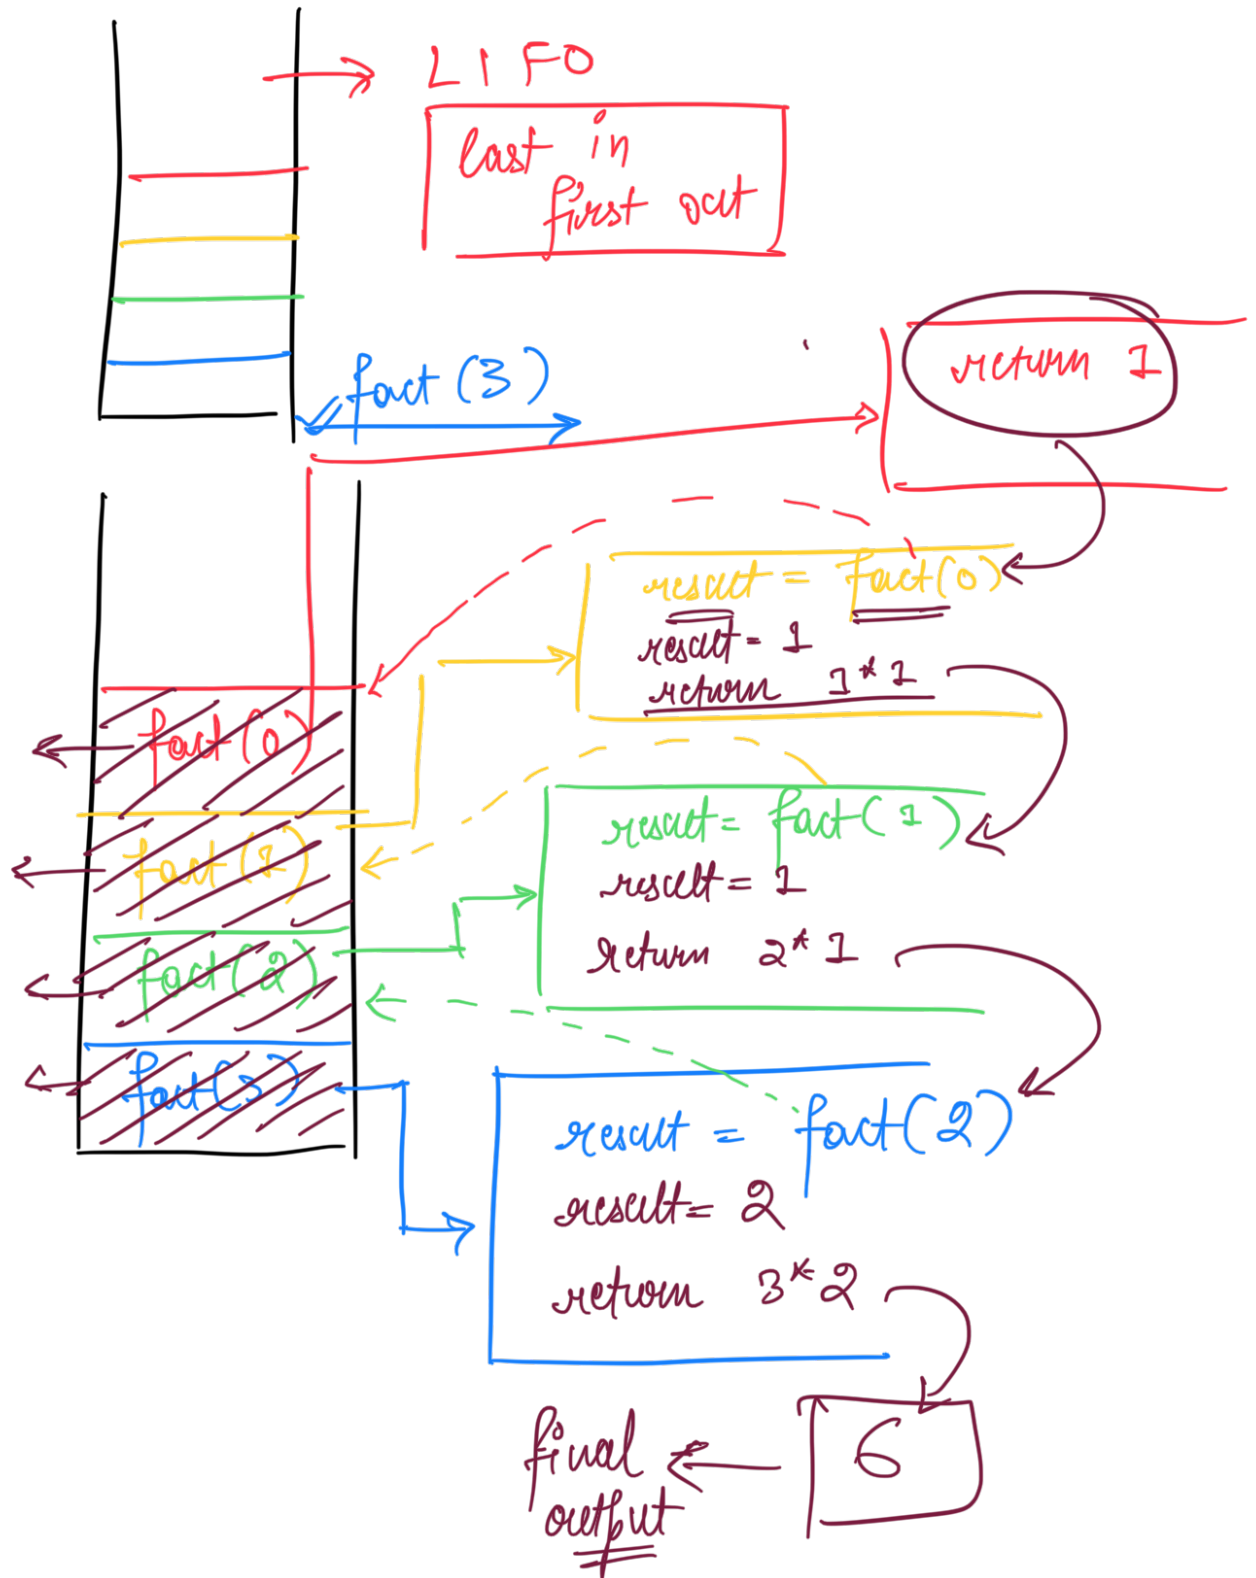 LIFO
last in
first out
fact (3)
return 1
result = fact(0)
result = 1
return 1*1
fact(0)
result = fact(1)
fact(1)
result = 1
return 2*1
fact(2)
fact(3)
result = fact(2)
result = 2
return 3*2
6
final
output